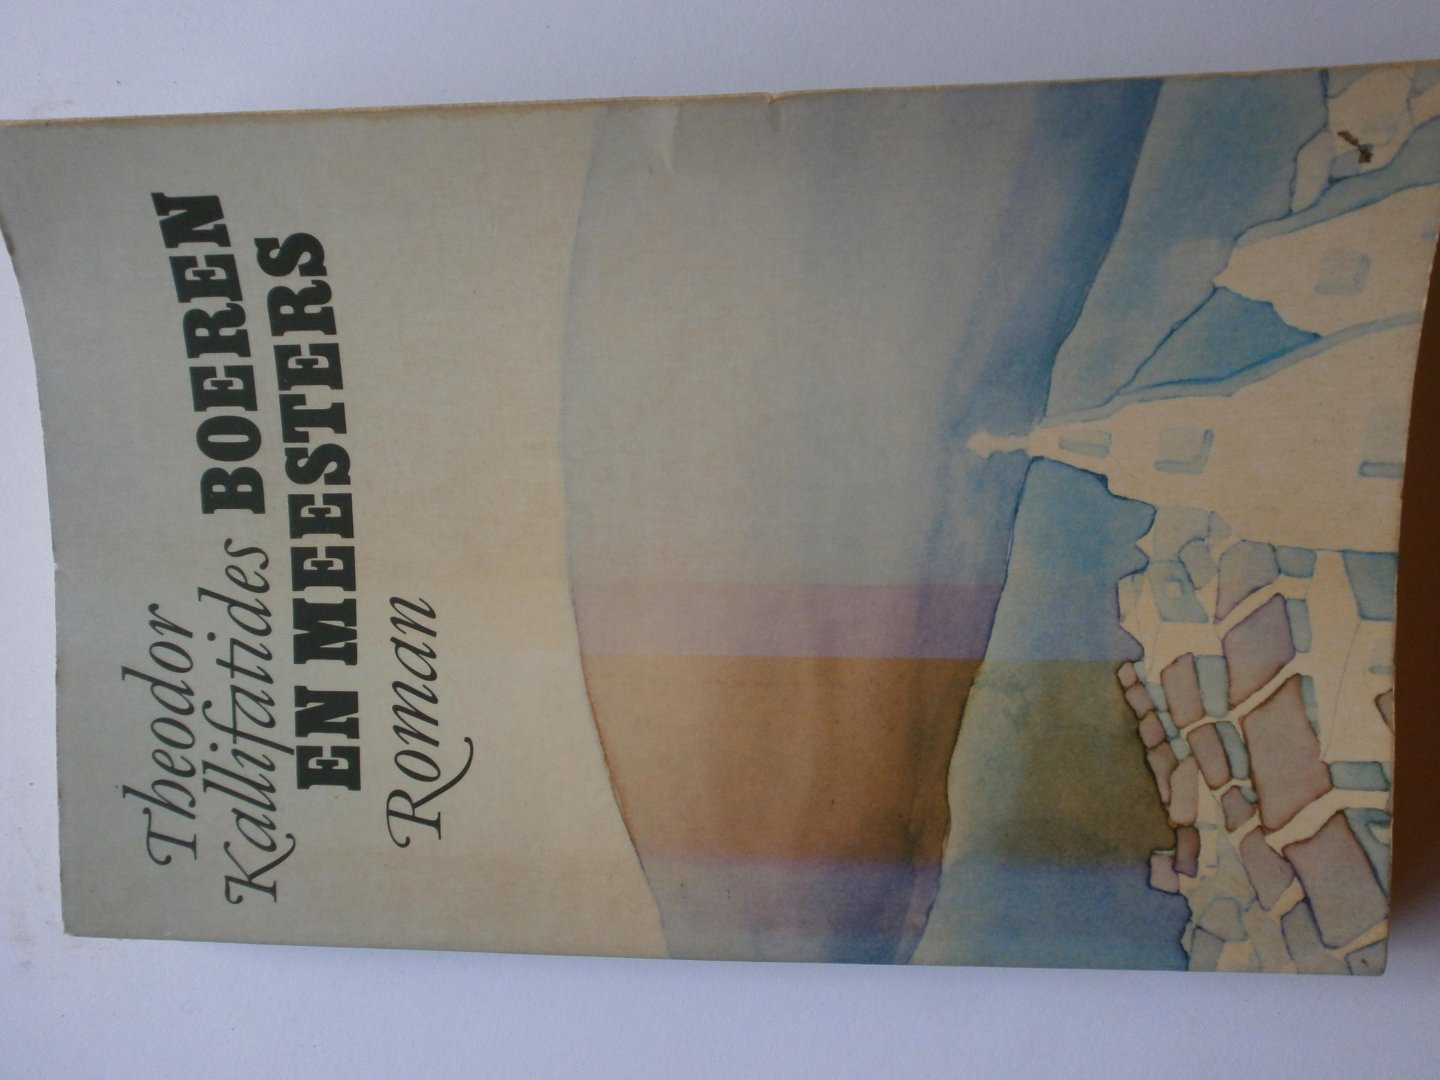 Theodor
Kallifatides BOEREN
EN MEESTERS
Roman